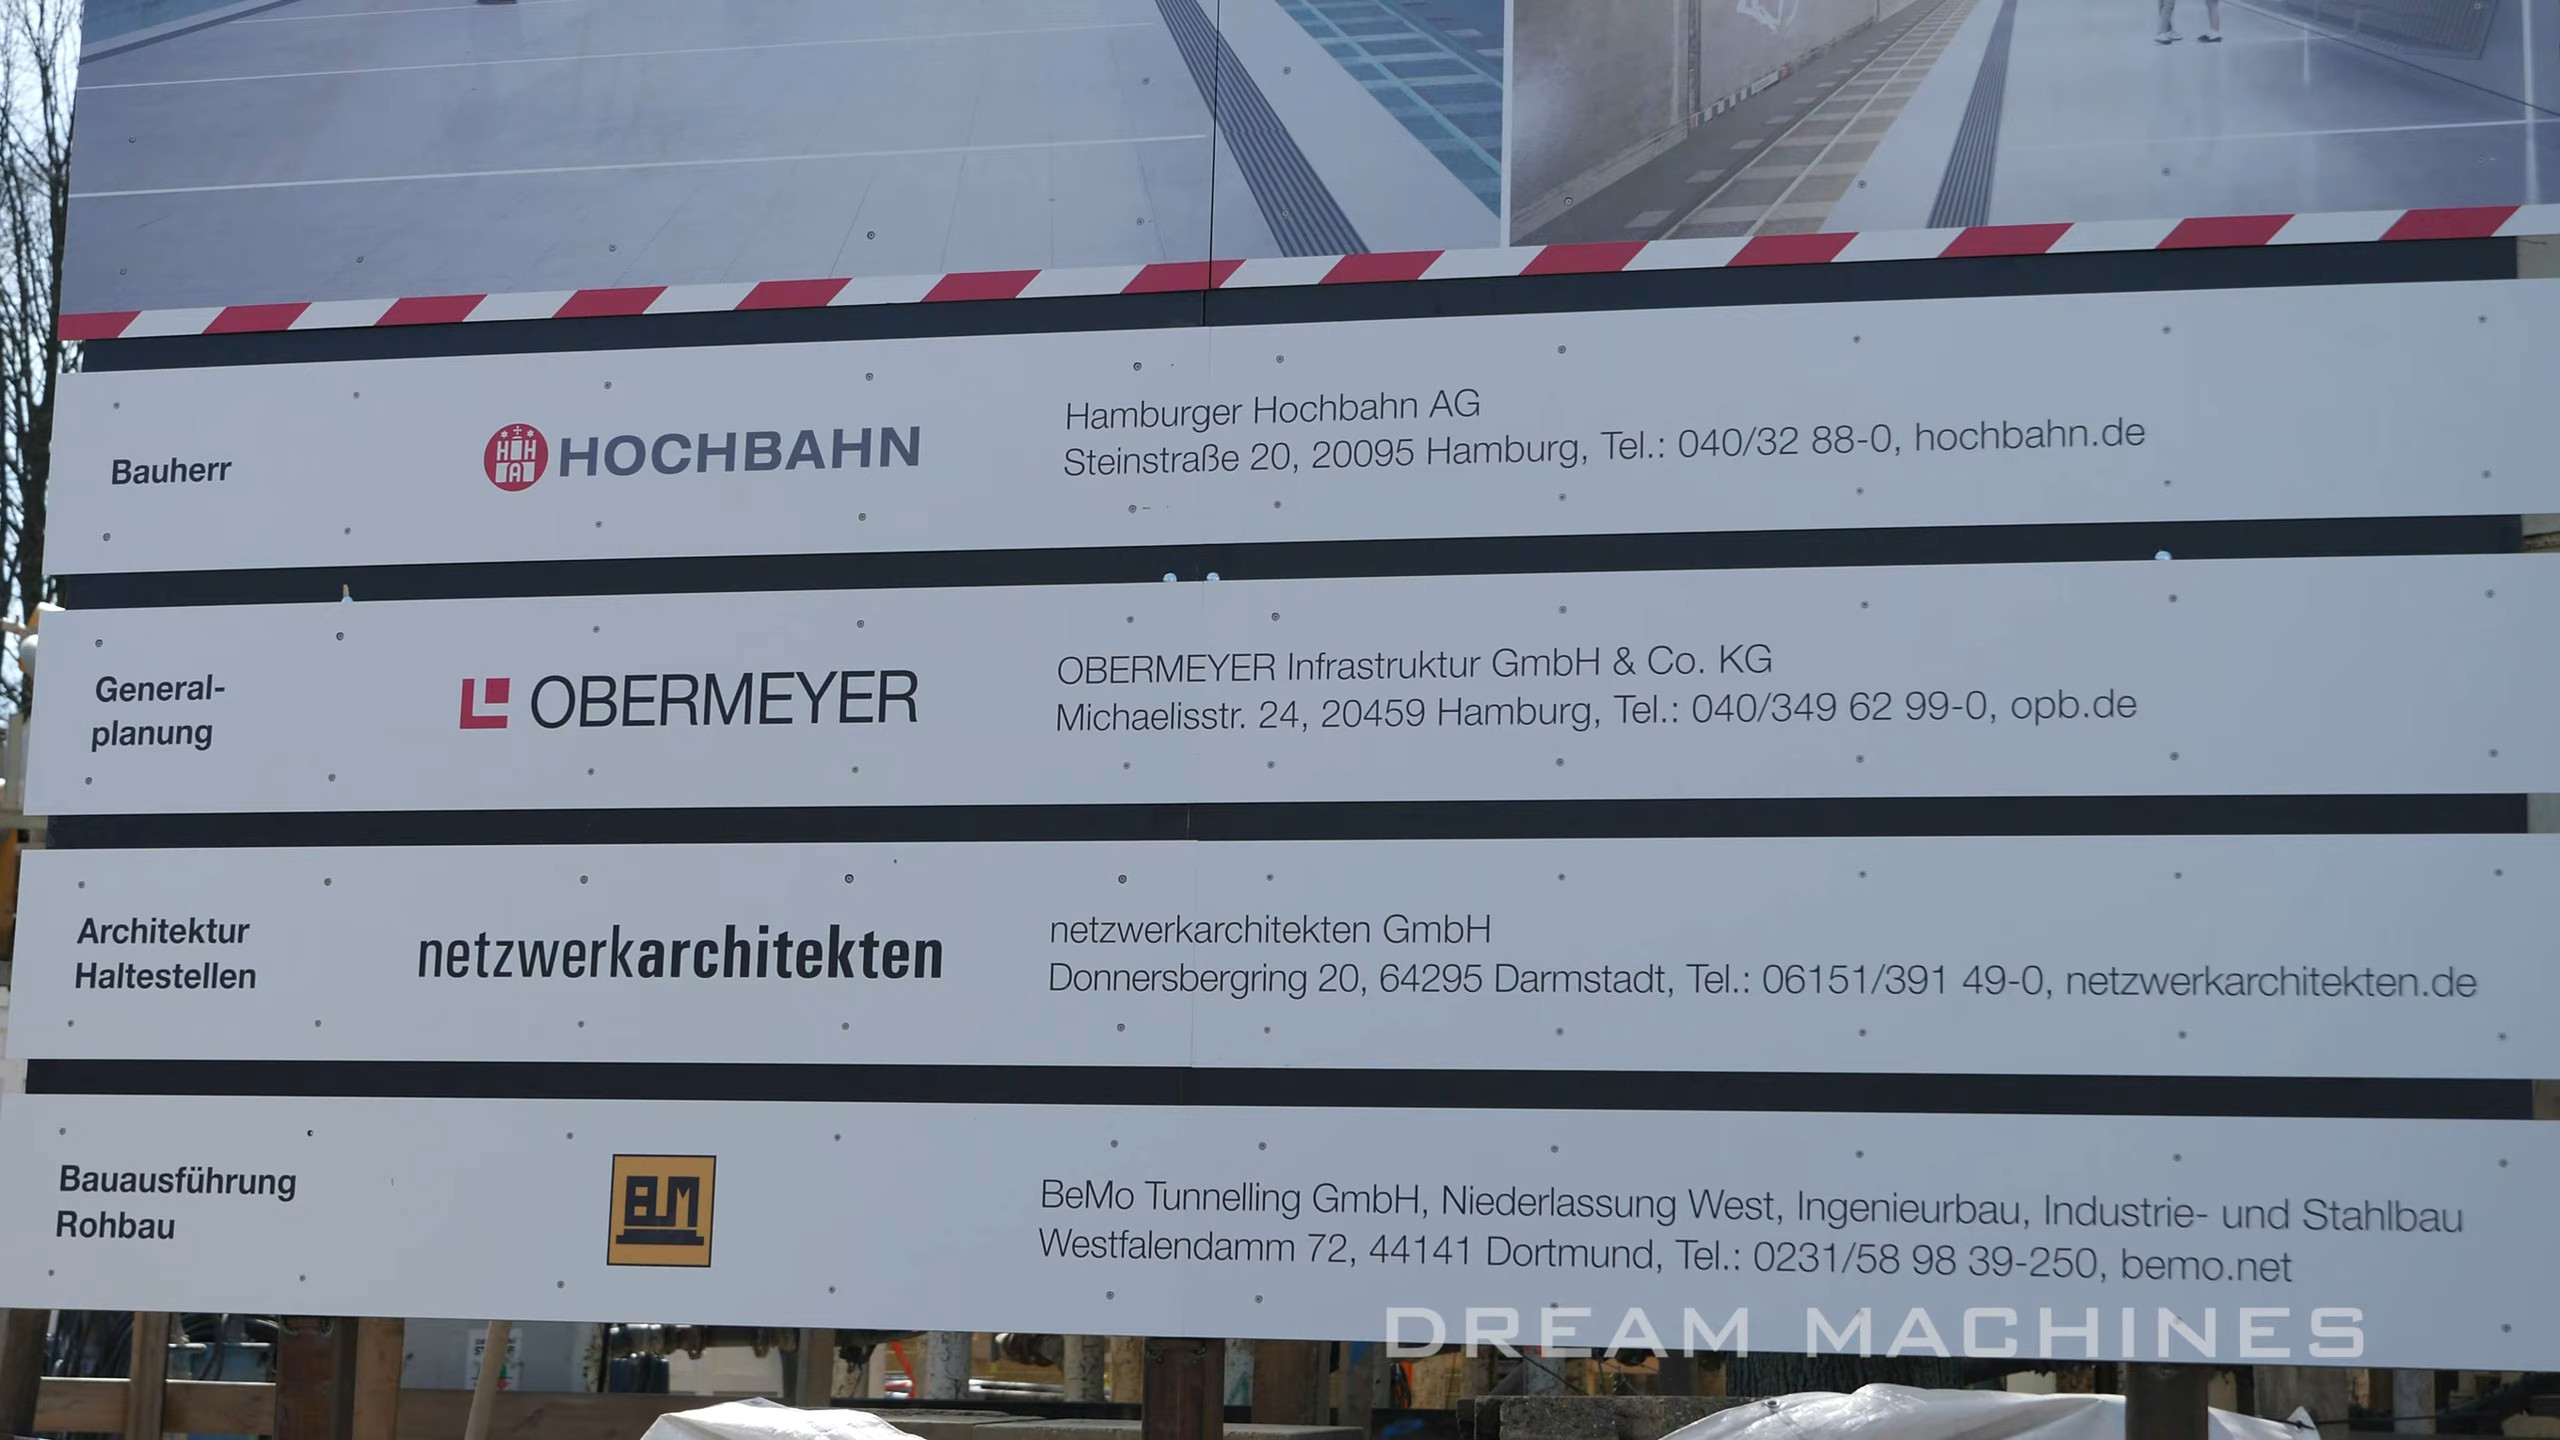 Bauherr
HOCHBAHN
Hamburger Hochbahn AG
Steinstraße 20, 20095 Hamburg, Tel.: 040/32 88-0, hochbahn.de
General-
planung
OBERMEYER
OBERMEYER Infrastruktur GmbH & Co. KG
Michaelisstr. 24, 20459 Hamburg, Tel.: 040/349 62 99-0, opb.de
Architektur
Haltestellen
netzwerkarchitekten
netzwerkarchitekten GmbH
Donnersbergring 20, 64295 Darmstadt, Tel.: 06151/391 49-0, netzwerkarchitekten.de
Bauausführung
Rohbau
BeMo Tunnelling GmbH, Niederlassung West, Ingenieurbau, Industrie- und Stahlbau
Westfalendamm 72, 44141 Dortmund, Tel.: 0231/58 98 39-250, bemo.net
DREAM MACHINES